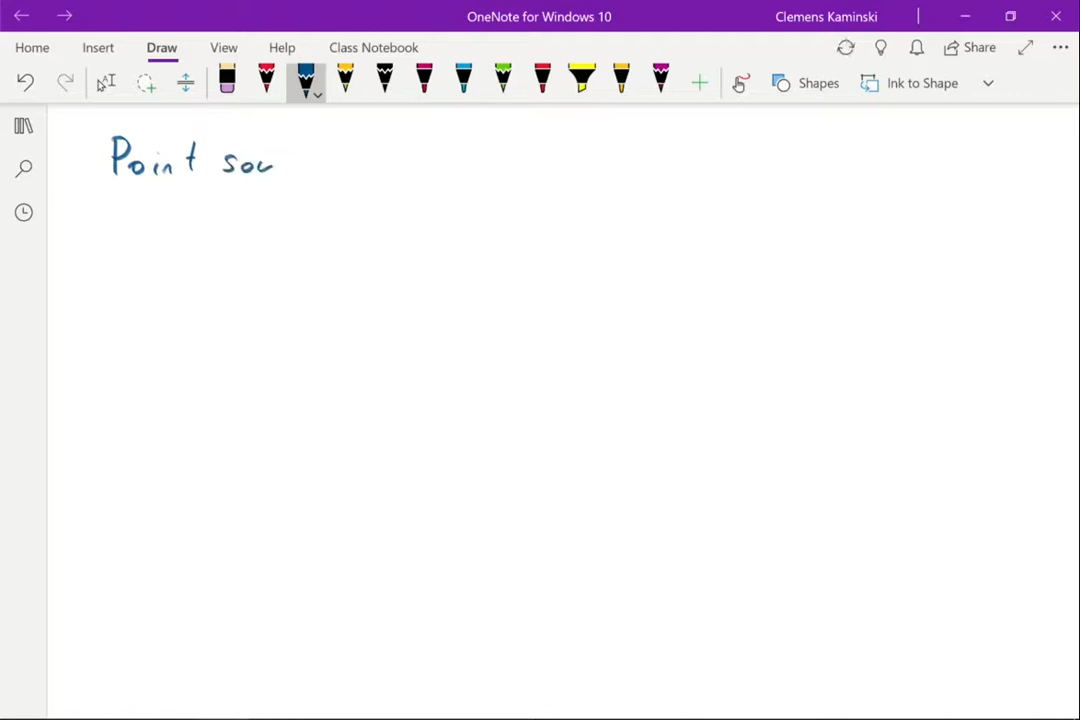 OneNote for Windows 10
Clemens Kaminski
Home Insert Draw View Help Class Notebook
Share
Shapes
Ink to Shape
Point sou